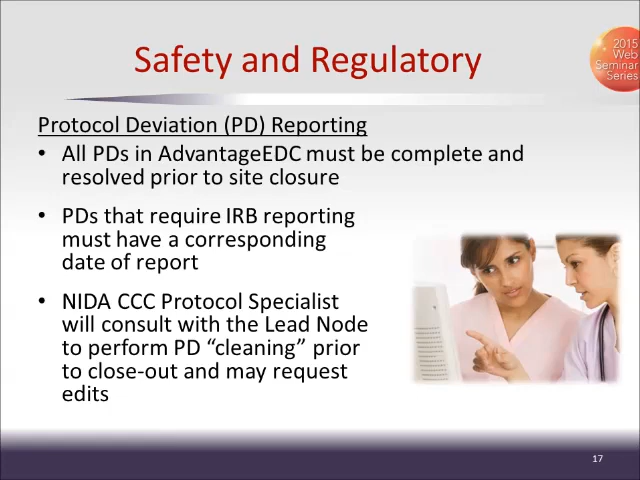 Safety and Regulatory
2015
Web
Seminar
Series
Protocol Deviation (PD) Reporting
• All PDs in AdvantageEDC must be complete and
resolved prior to site closure
• PDs that require IRB reporting
must have a corresponding
date of report
• NIDA CCC Protocol Specialist
will consult with the Lead Node
to perform PD “cleaning” prior
to close-out and may request
edits
17